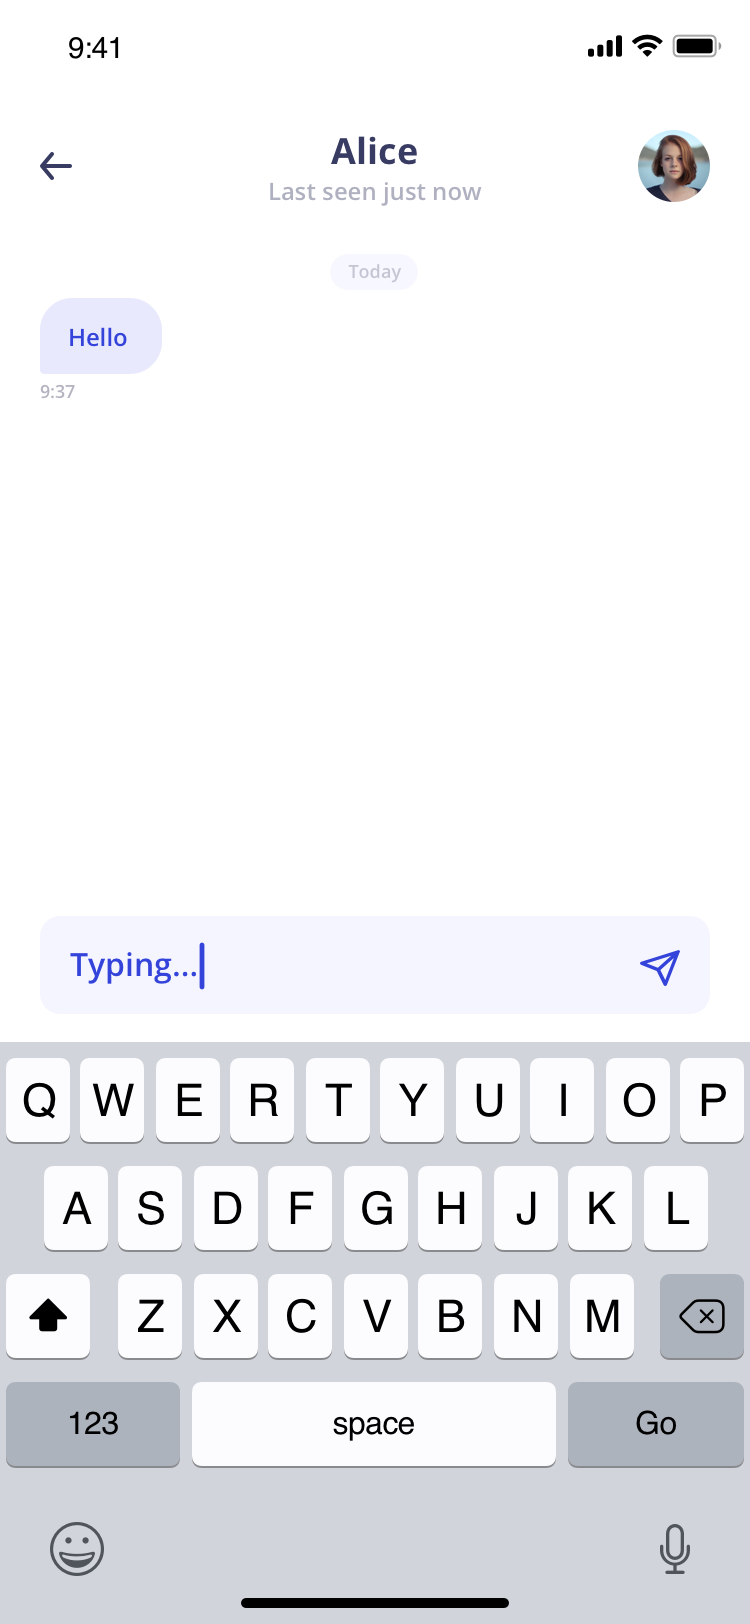 9:41
Alice
Last seen just now
Today
Hello
9:37
Typing...
Q W E R T Y U I O P
A S D F G H J K L
Z X C V B N M
123 space Go